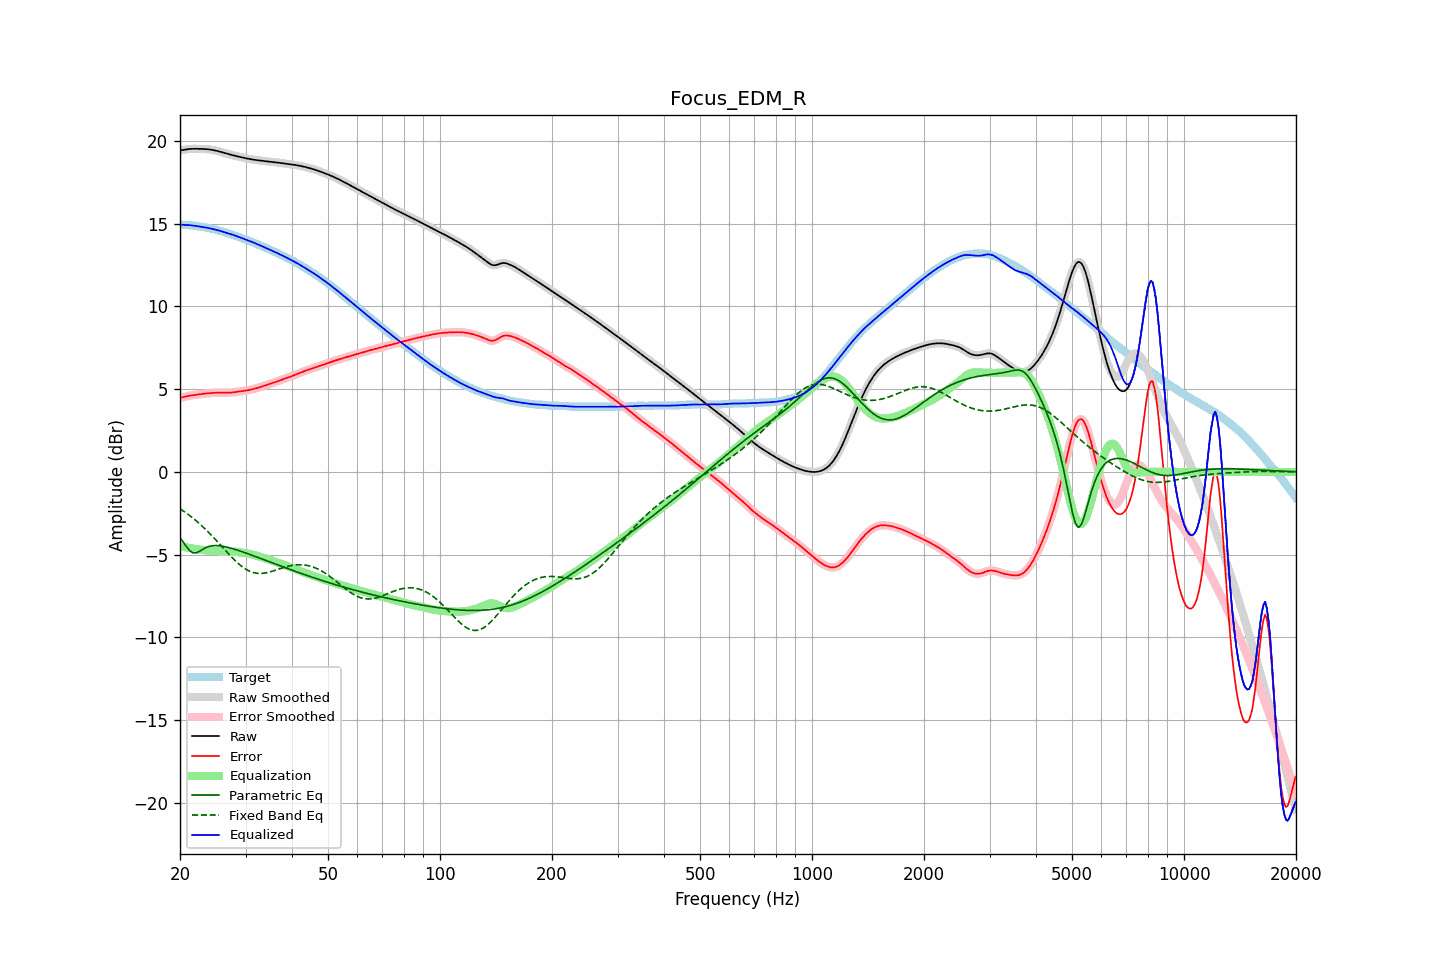 Focus_EDM_R
20
15
10
5
0
−5
−10
−15
−20
Amplitude (dBr)
Target
Raw Smoothed
Error Smoothed
Raw
Error
Equalization
Parametric Eq
Fixed Band Eq
Equalized
20 50 100 200 500 1000 2000 5000 10000 20000
Frequency (Hz)